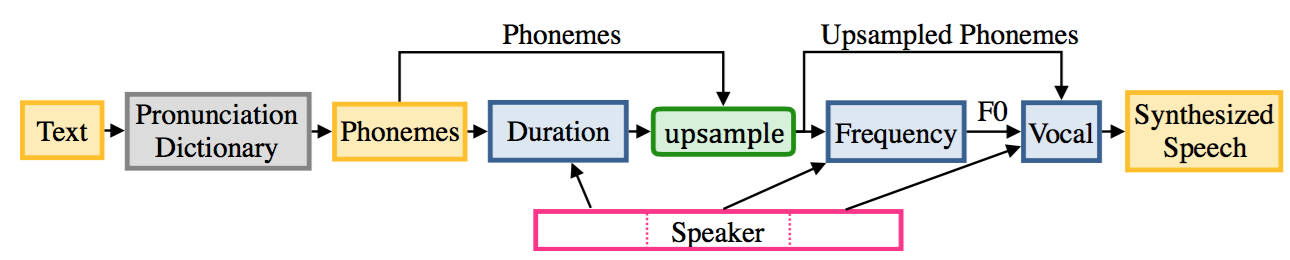 Phonemes
Upsampled Phonemes
Text
Pronunciation
Dictionary
Phonemes
Duration
upsample
Frequency
F0
Vocal
Synthesized
Speech
Speaker